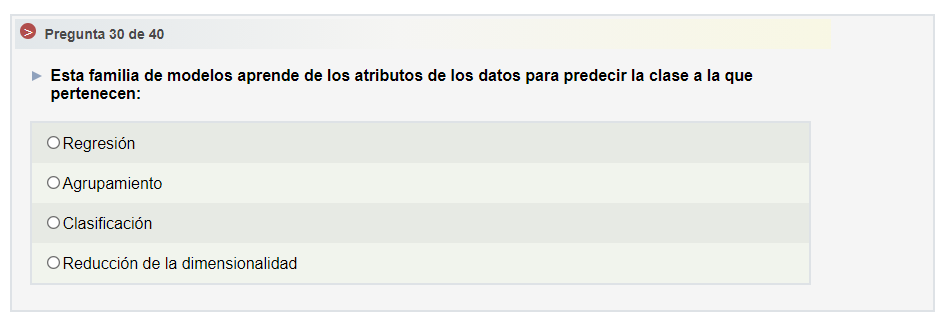 Pregunta 30 de 40
Esta familia de modelos aprende de los atributos de los datos para predecir la clase a la que
pertenecen:
Regresión
Agrupamiento
Clasificación
Reducción de la dimensionalidad